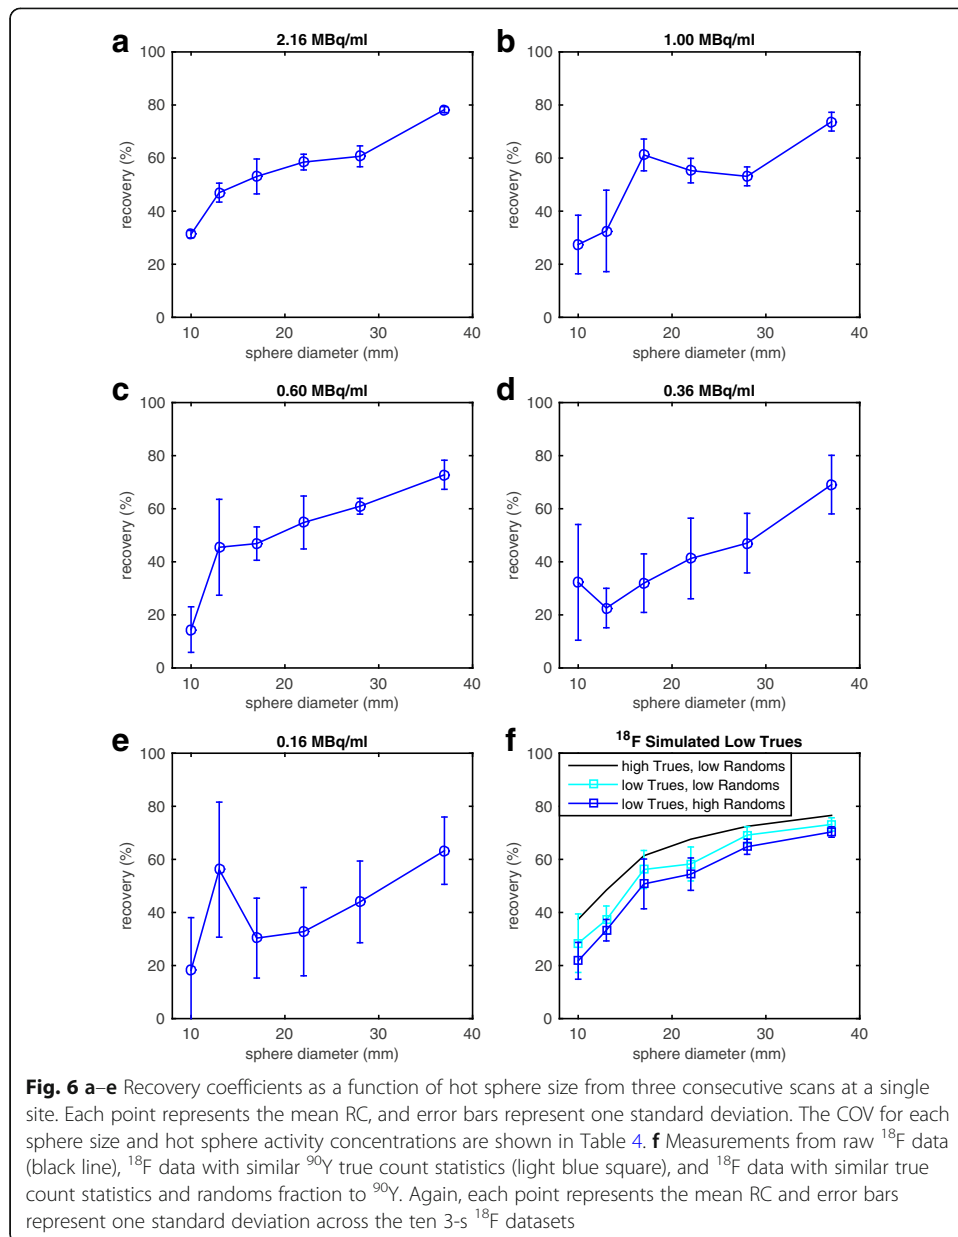 a
2.16 MBq/ml
100
80
60
40
20
0
recovery (%)
10 20 30 40
sphere diameter (mm)
b
1.00 MBq/ml
100
80
60
40
20
0
recovery (%)
10 20 30 40
sphere diameter (mm)
c
0.60 MBq/ml
100
80
60
40
20
0
recovery (%)
10 20 30 40
sphere diameter (mm)
d
0.36 MBq/ml
100
80
60
40
20
0
recovery (%)
10 20 30 40
sphere diameter (mm)
e
0.16 MBq/ml
100
80
60
40
20
0
recovery (%)
10 20 30 40
sphere diameter (mm)
f
¹⁸F Simulated Low Trues
high Trues, low Randoms
low Trues, low Randoms
low Trues, high Randoms
100
80
60
40
20
0
recovery (%)
10 20 30 40
sphere diameter (mm)
Fig. 6 a–e Recovery coefficients as a function of hot sphere size from three consecutive scans at a single
site. Each point represents the mean RC, and error bars represent one standard deviation. The COV for each
sphere size and hot sphere activity concentrations are shown in Table 4. f Measurements from raw ¹⁸F data
(black line), ¹⁸F data with similar ⁹⁰Y true count statistics (light blue square), and ¹⁸F data with similar true
count statistics and randoms fraction to ⁹⁰Y. Again, each point represents the mean RC and error bars
represent one standard deviation across the ten 3-s ¹⁸F datasets